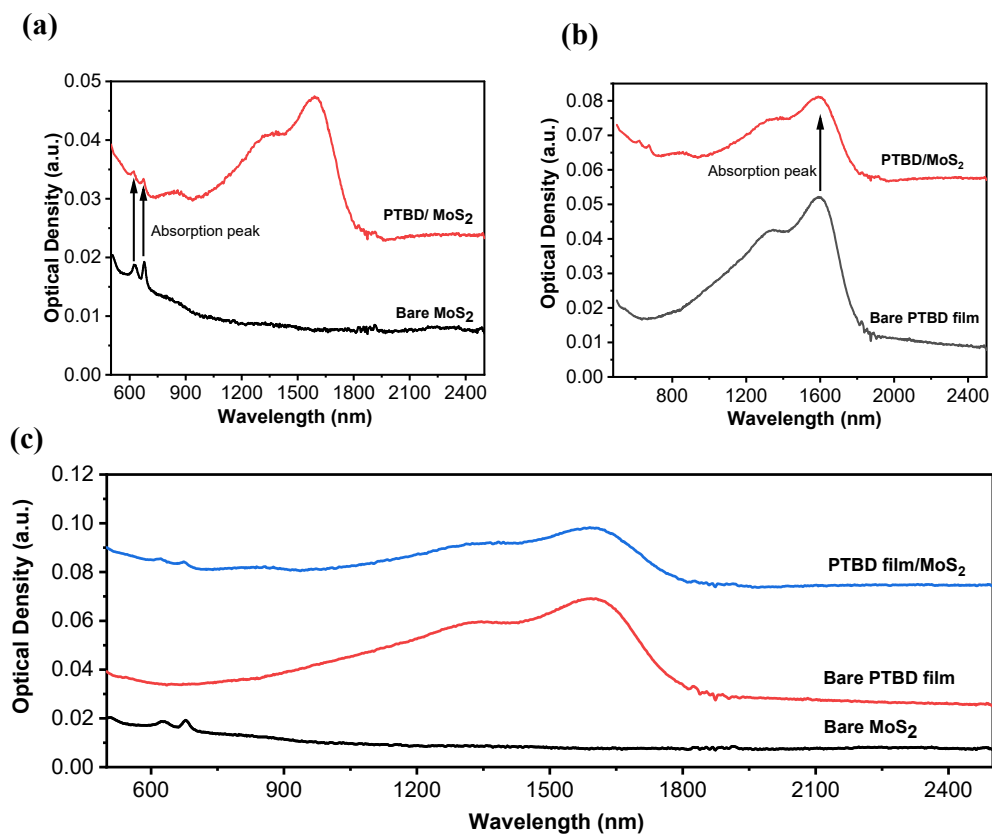 (a)
0.05
0.04
0.03
0.02
0.01
0.00
Optical Density (a.u.)
PTBD/ MoS₂
Absorption peak
Bare MoS₂
600 900 1200 1500 1800 2100 2400
Wavelength (nm)
(b)
0.08
0.07
0.06
0.05
0.04
0.03
0.02
0.01
0.00
Optical Density (a.u.)
PTBD/MoS₂
Absorption peak
Bare PTBD film
800 1200 1600 2000 2400
Wavelength (nm)
(c)
0.12
0.10
0.08
0.06
0.04
0.02
0.00
Optical Density (a.u.)
PTBD film/MoS₂
Bare PTBD film
Bare MoS₂
600 900 1200 1500 1800 2100 2400
Wavelength (nm)